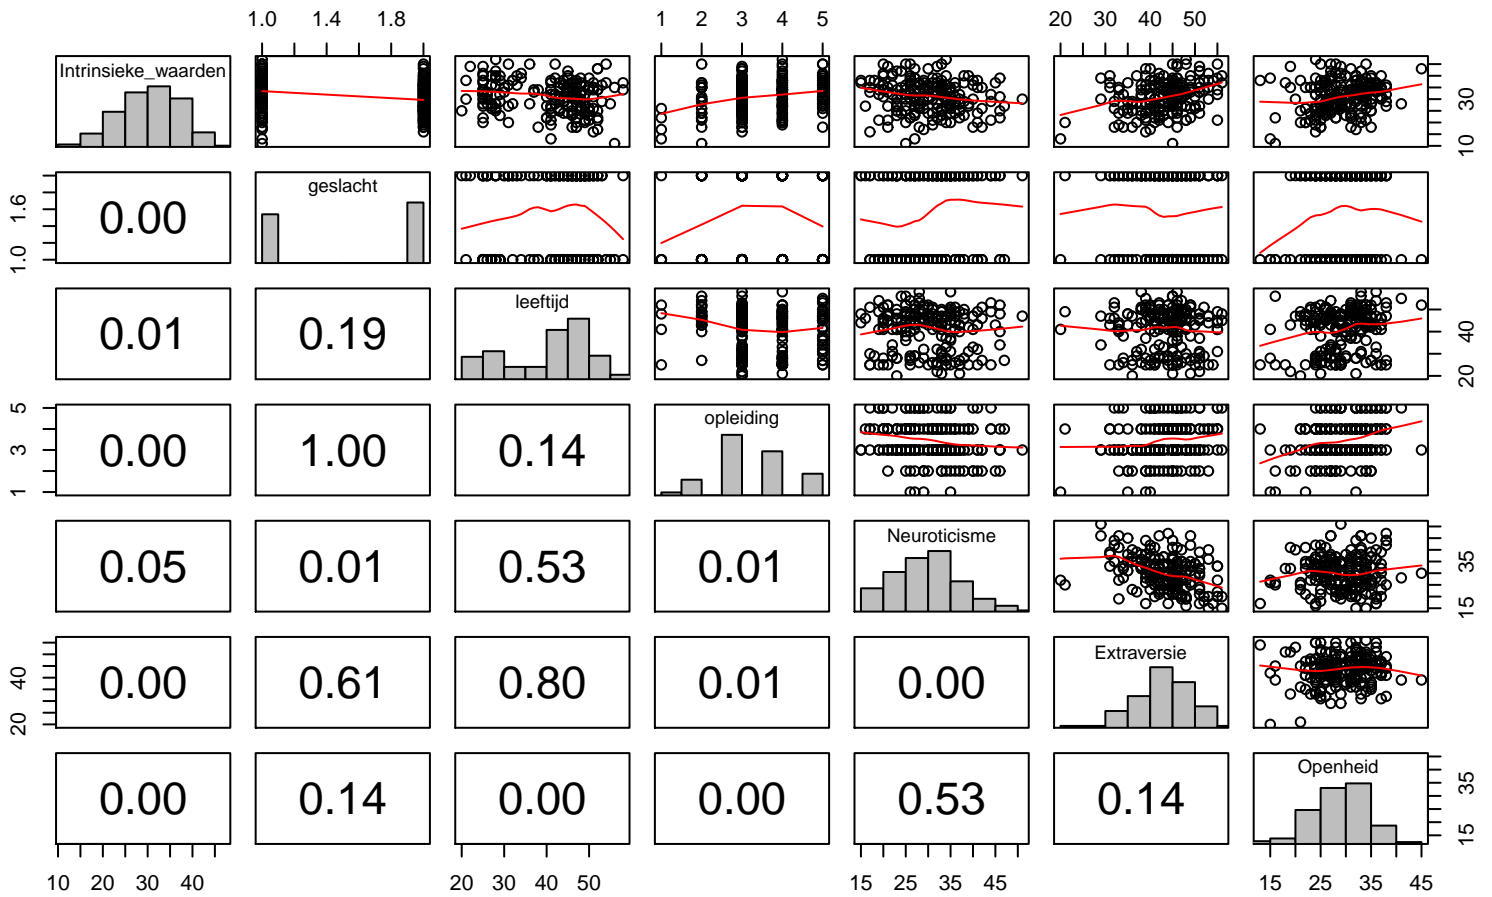 1.0 1.4 1.8 1 2 3 4 5 20 30 40 50
Intrinsieke_waarden
10 30
1.0 1.6
0.00
geslacht
0.01 0.19
leeftijd
20 40
1 3 5
0.00 1.00 0.14
opleiding
0.05 0.01 0.53 0.01
Neuroticisme
15 35
20 40
0.00 0.61 0.80 0.01 0.00
Extraversie
0.00 0.14 0.00 0.00 0.53 0.14
Openheid
15 35
10 20 30 40 20 30 40 50 15 25 35 45 15 25 35 45